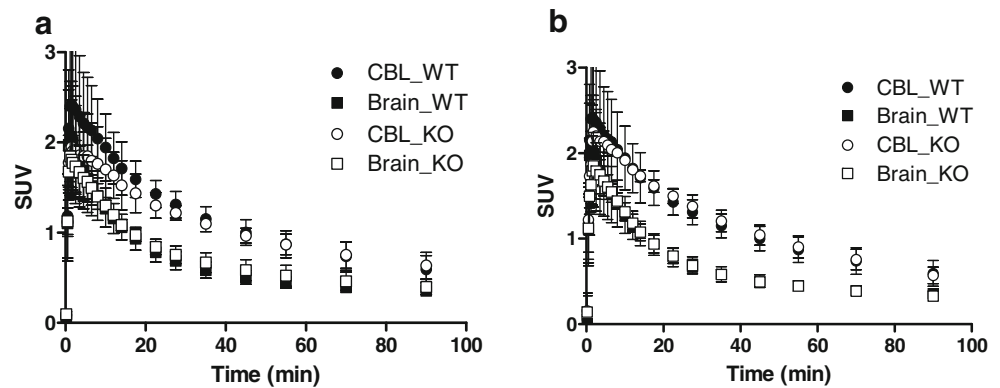 a
3
2
1
0
SUV
0 20 40 60 80 100
Time (min)
CBL_WT
Brain_WT
CBL_KO
Brain_KO
b
3
2
1
0
SUV
0 20 40 60 80 100
Time (min)
CBL_WT
Brain_WT
CBL_KO
Brain_KO